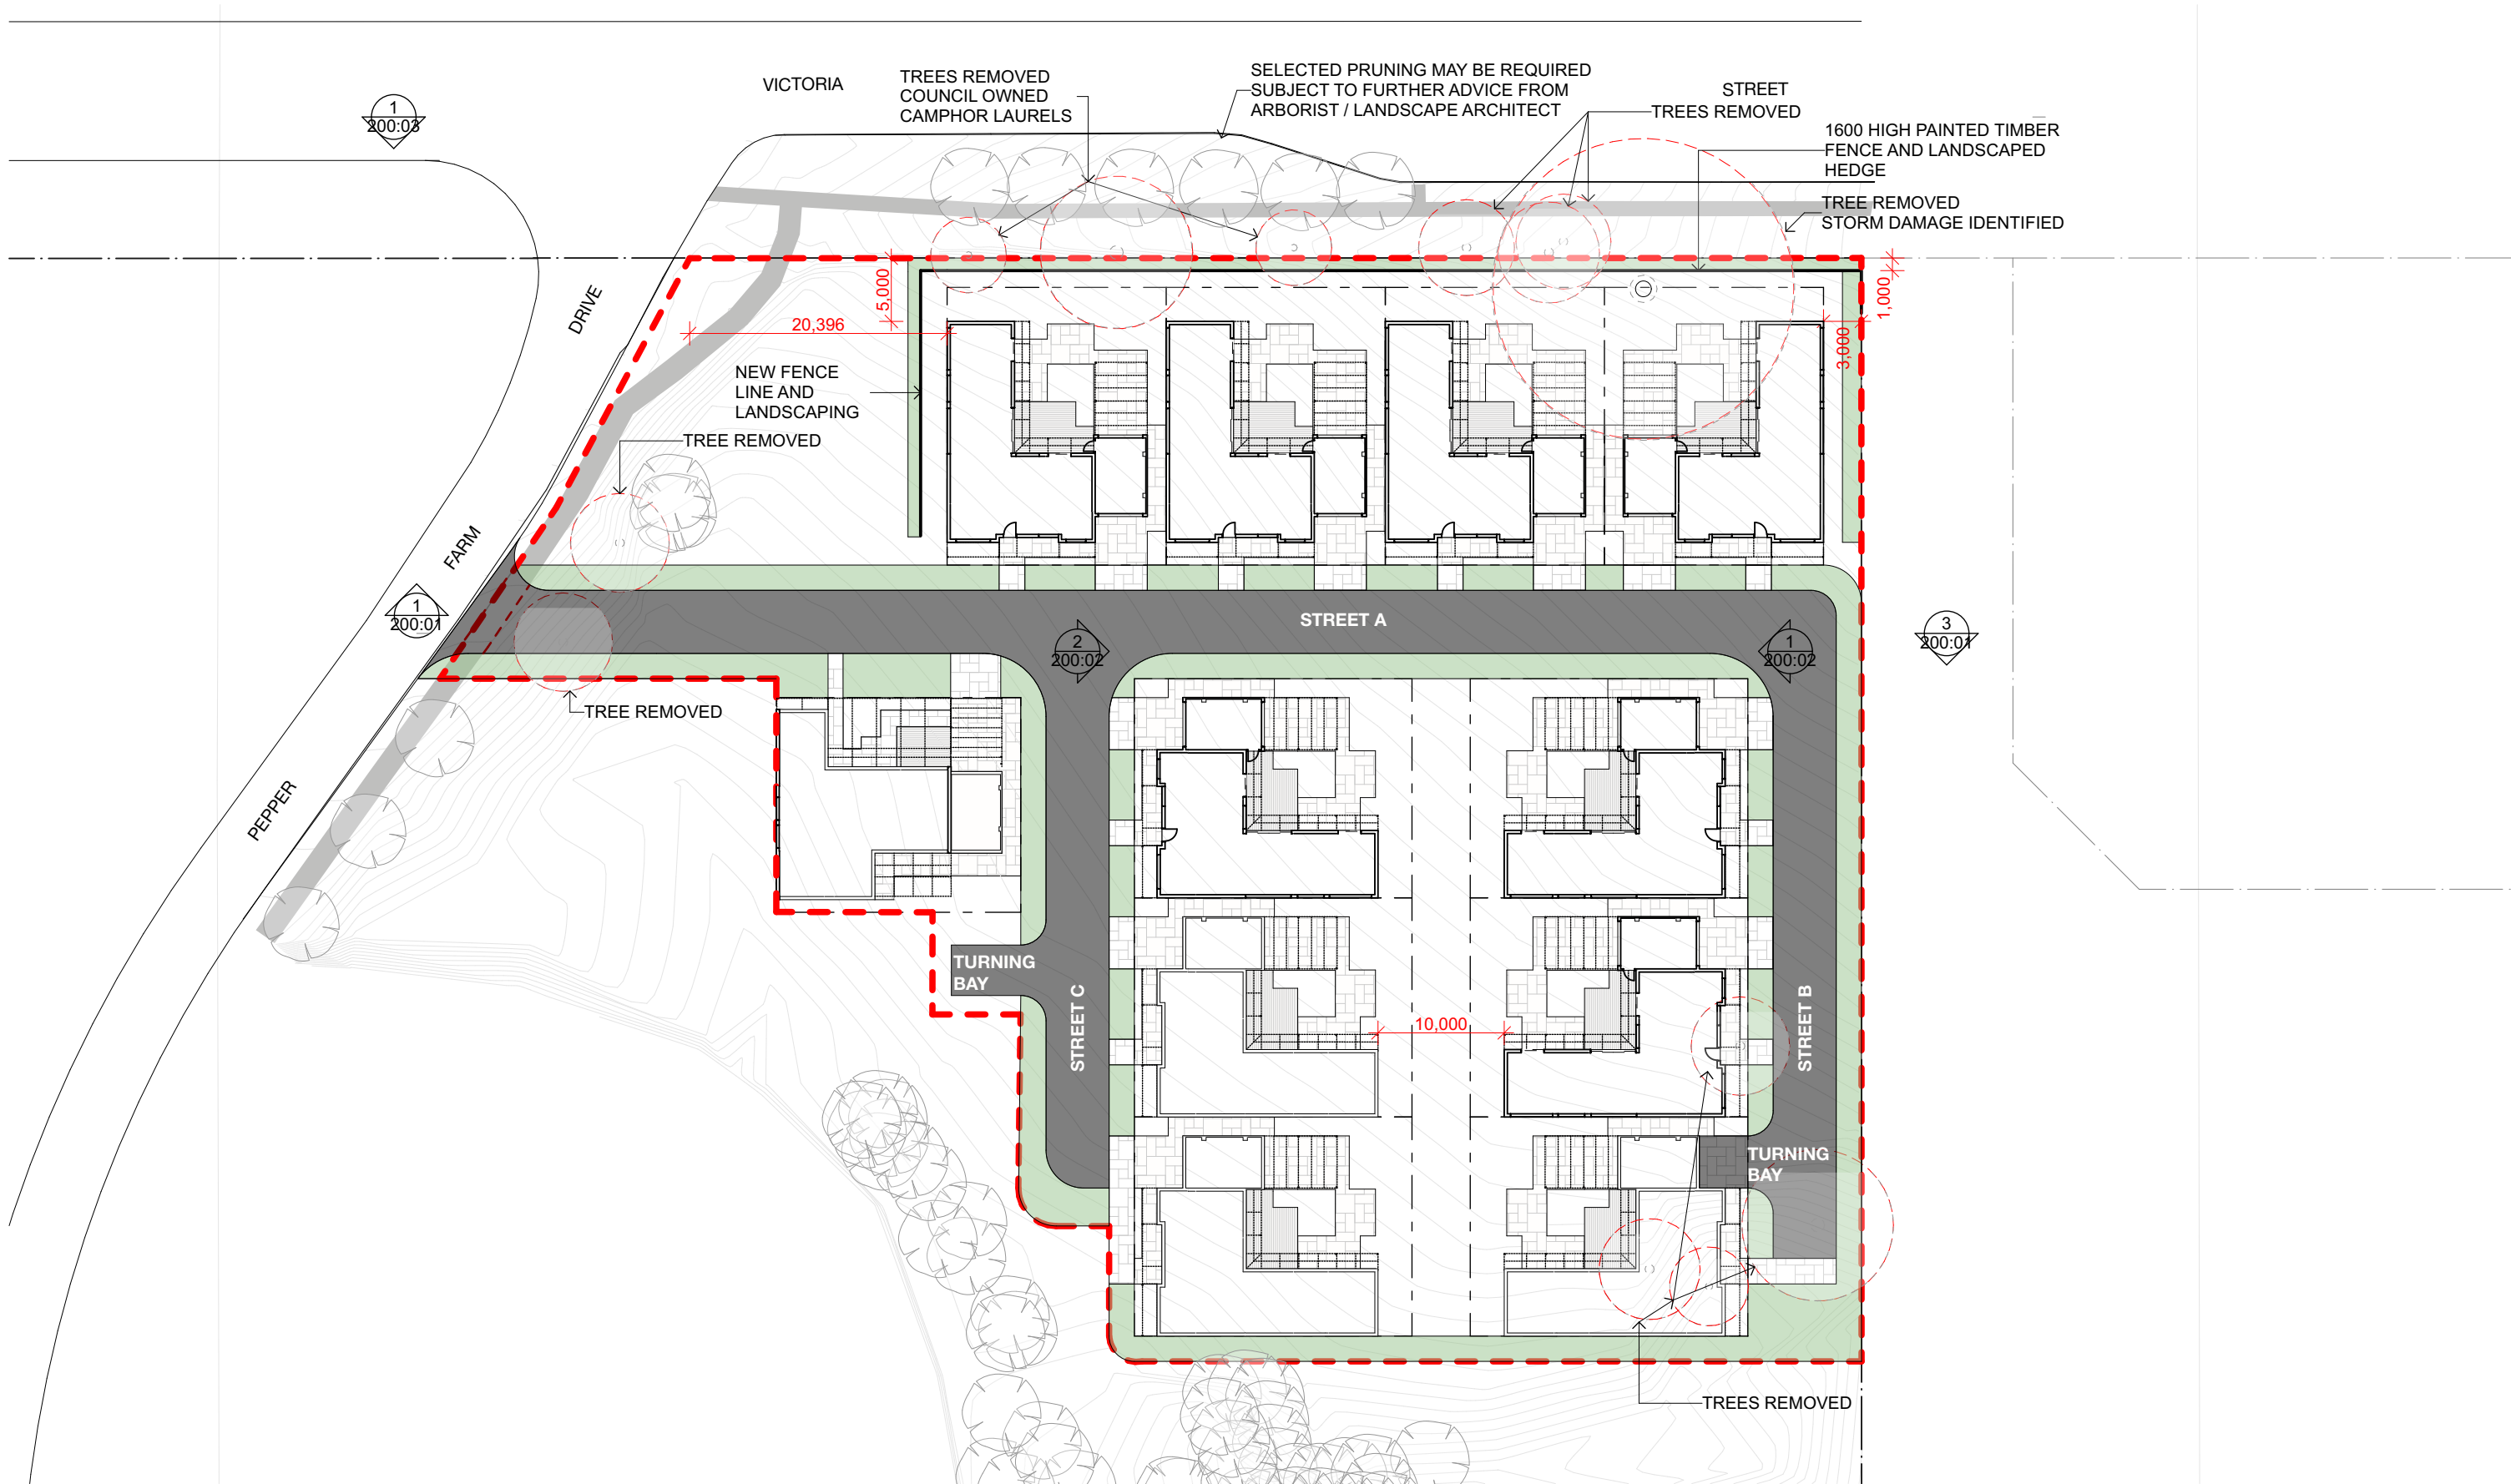 VICTORIA
STREET
TREES REMOVED
COUNCIL OWNED
CAMPHOR LAURELS
SELECTED PRUNING MAY BE REQUIRED
SUBJECT TO FURTHER ADVICE FROM
ARBORIST / LANDSCAPE ARCHITECT
TREES REMOVED
1600 HIGH PAINTED TIMBER
FENCE AND LANDSCAPED
HEDGE
TREE REMOVED
STORM DAMAGE IDENTIFIED
1
200:03
5,000
20,396
1,000
3,000
DRIVE
NEW FENCE
LINE AND
LANDSCAPING
TREE REMOVED
FARM
1
200:01
STREET A
2
200:02
1
200:02
3
200:01
TREE REMOVED
PEPPER
TURNING
BAY
STREET C
10,000
STREET B
TURNING
BAY
TREES REMOVED